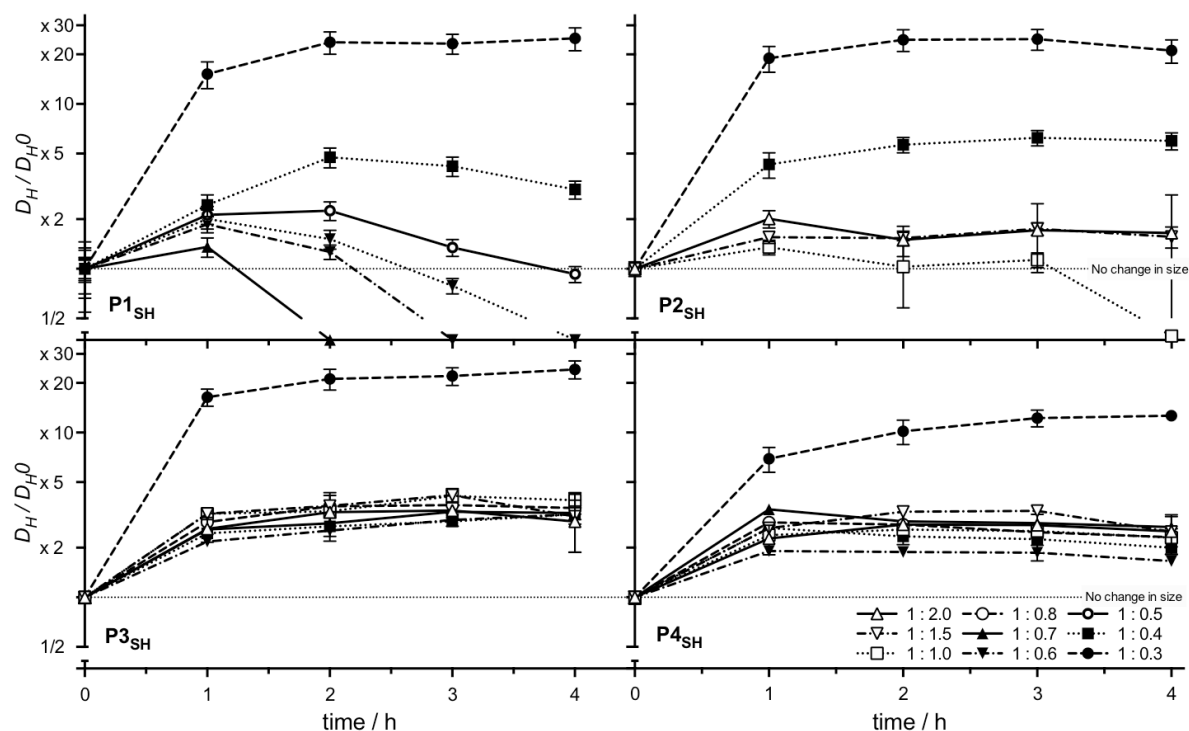 x 30
x 20
x 10
x 5
x 2
1/2
D_H / D_H0
P1_SH
P2_SH
No change in size
x 30
x 20
x 10
x 5
x 2
1/2
D_H / D_H0
P3_SH
P4_SH
No change in size
1 : 2.0 1 : 0.8 1 : 0.5
1 : 1.5 1 : 0.7 1 : 0.4
1 : 1.0 1 : 0.6 1 : 0.3
0 1 2 3 4 0 1 2 3 4
time / h time / h